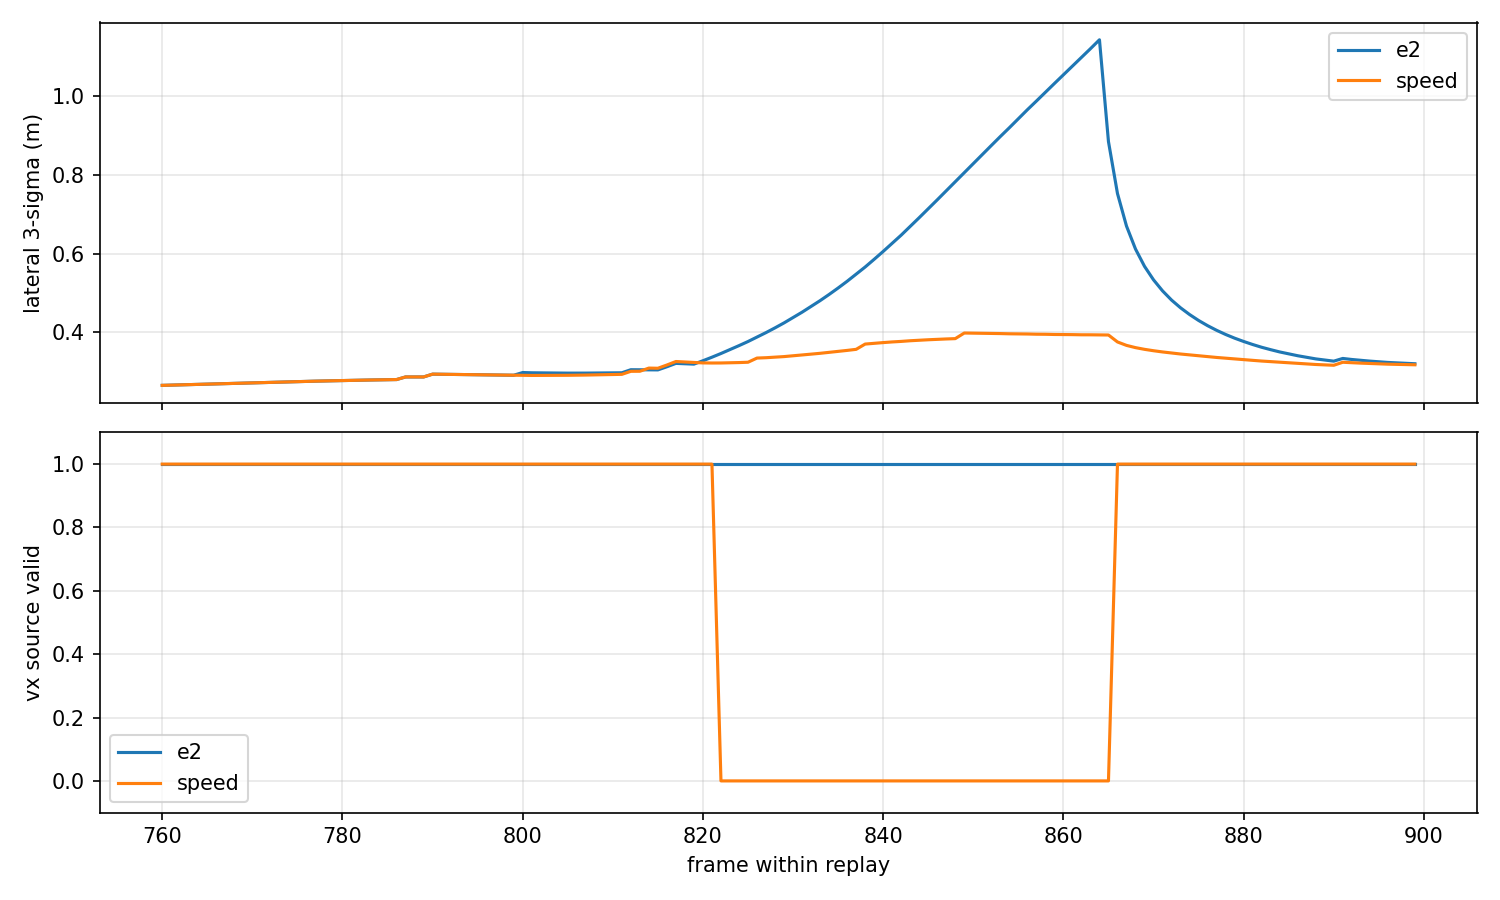 lateral 3-sigma (m)
1.0
0.8
0.6
0.4
e2
speed
vx source valid
1.0
0.8
0.6
0.4
0.2
0.0
e2
speed
760 780 800 820 840 860 880 900
frame within replay